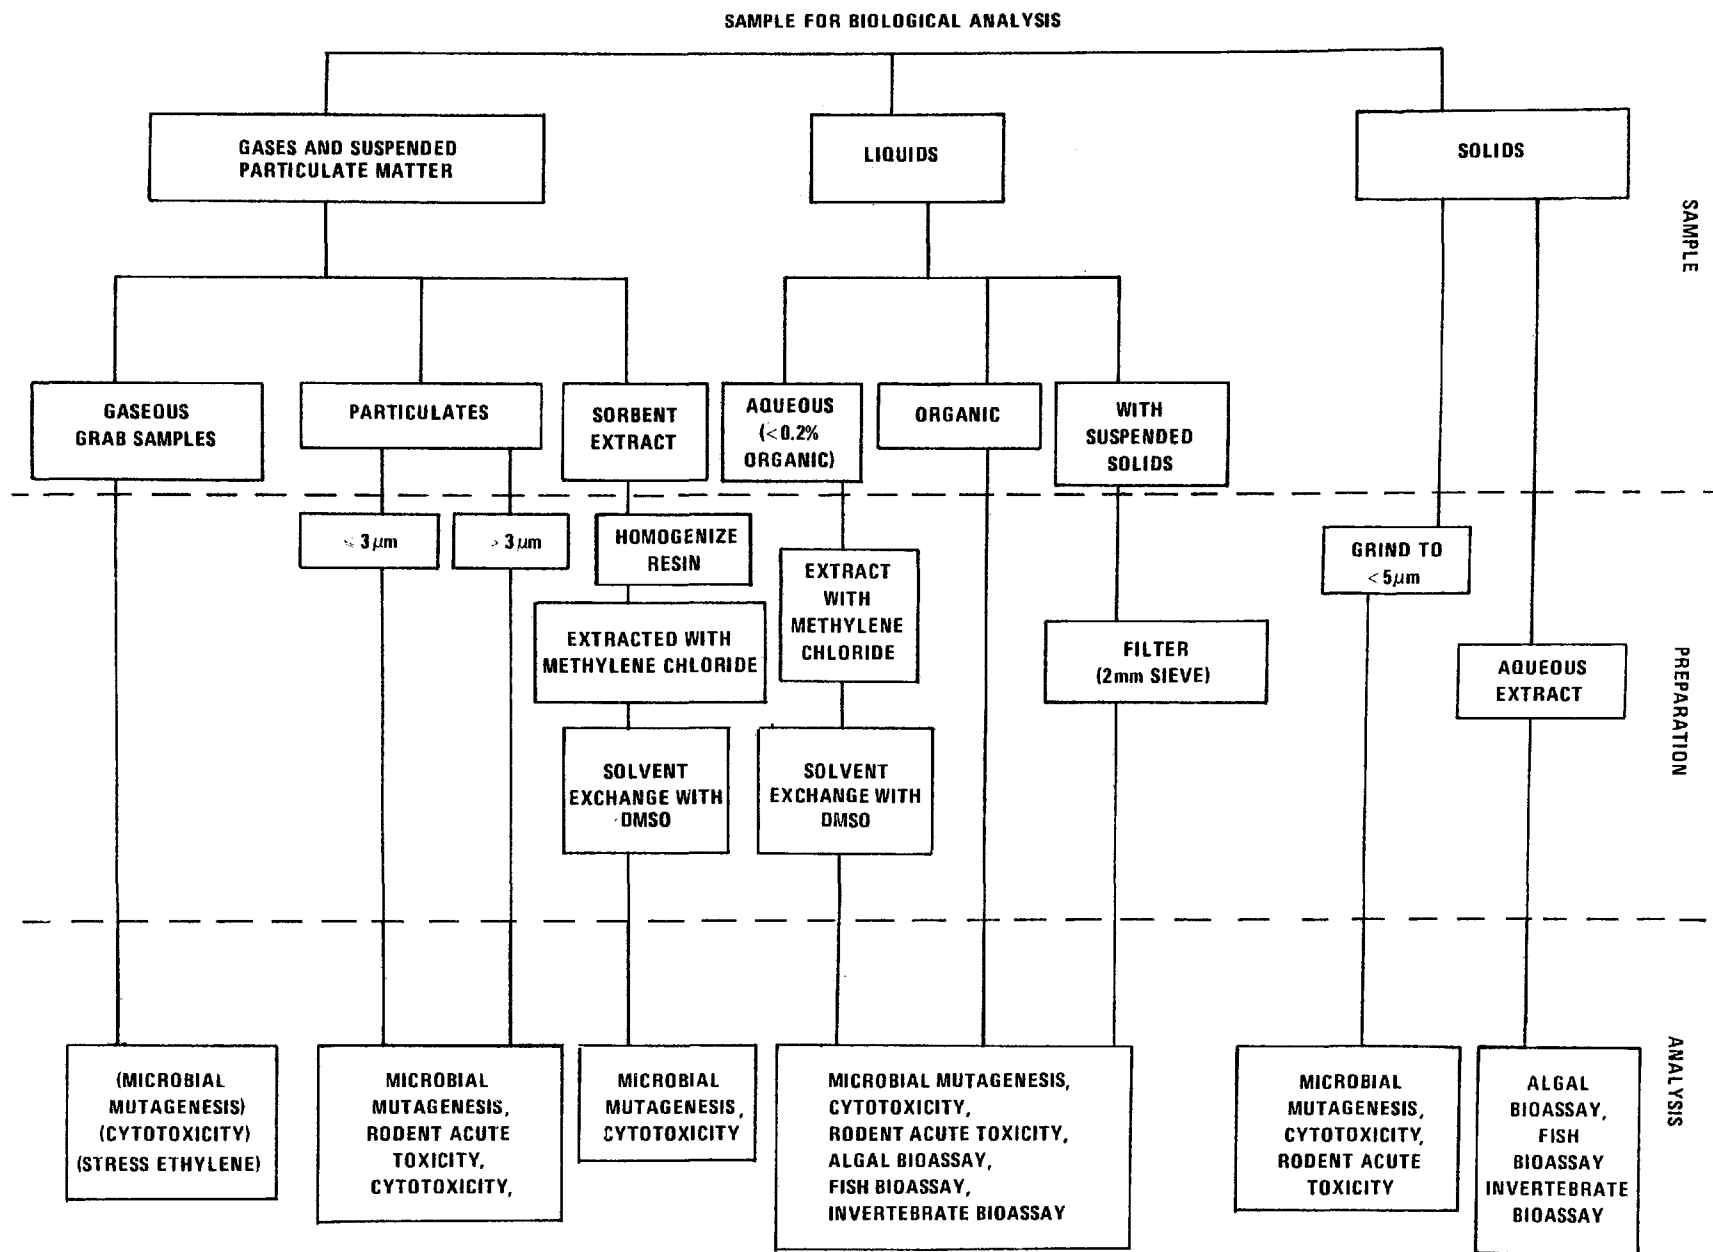 SAMPLE FOR BIOLOGICAL ANALYSIS
GASES AND SUSPENDED
PARTICULATE MATTER
LIQUIDS
SOLIDS
SAMPLE
GASEOUS
GRAB SAMPLES
PARTICULATES
SORBENT
EXTRACT
AQUEOUS
(<0.2%
ORGANIC)
ORGANIC
WITH
SUSPENDED
SOLIDS
3 µm
> 3 µm
HOMOGENIZE
RESIN
EXTRACTED WITH
METHYLENE CHLORIDE
SOLVENT
EXCHANGE WITH
DMSO
EXTRACT
WITH
METHYLENE
CHLORIDE
SOLVENT
EXCHANGE WITH
DMSO
FILTER
(2mm SIEVE)
GRIND TO
<5µm
AQUEOUS
EXTRACT
PREPARATION
(MICROBIAL
MUTAGENESIS)
(CYTOTOXICITY)
(STRESS ETHYLENE)
MICROBIAL
MUTAGENESIS,
RODENT ACUTE
TOXICITY,
CYTOTOXICITY,
MICROBIAL
MUTAGENESIS,
CYTOTOXICITY
MICROBIAL MUTAGENESIS,
CYTOTOXICITY,
RODENT ACUTE TOXICITY,
ALGAL BIOASSAY,
FISH BIOASSAY,
INVERTEBRATE BIOASSAY
MICROBIAL
MUTAGENESIS,
CYTOTOXICITY,
RODENT ACUTE
TOXICITY
ALGAL
BIOASSAY,
FISH
BIOASSAY
INVERTEBRATE
BIOASSAY
ANALYSIS